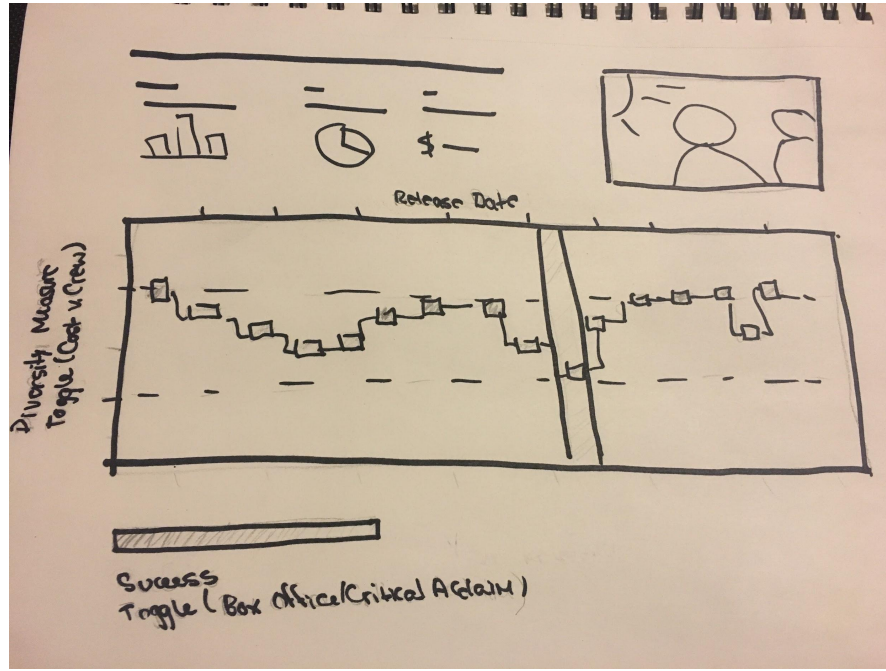 $
Release Date
Diversity Measure
Toggle (Cast v. Crew)
Success
Toggle (Box Office/Critical Acclaim)